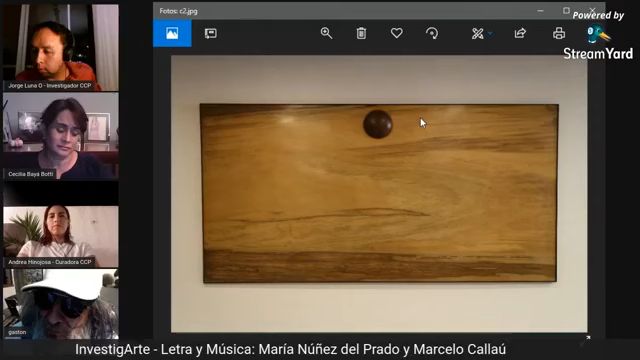 Fotos: c2.jpg
Powered by
StreamYard
Jorge Luna O - Investigador CCP
Cecilia Bayá Botti
Andrea Hinojosa - Curadora CCP
gaston
InvestigArte - Letra y Música: María Núñez del Prado y Marcelo Callaú